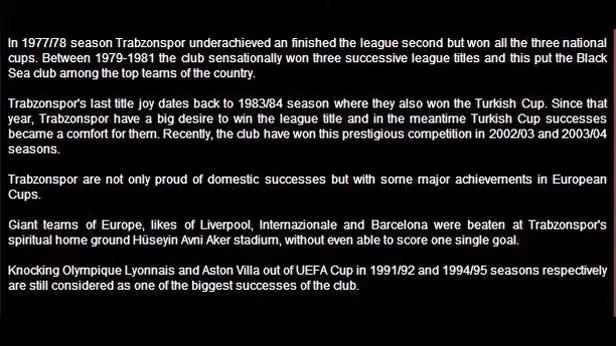 In 1977/78 season Trabzonspor underachieved an finished the league second but won all the three national
cups. Between 1979-1981 the club sensationally won three successive league titles and this put the Black
Sea club among the top teams of the country.
Trabzonspor's last title joy dates back to 1983/84 season where they also won the Turkish Cup. Since that
year, Trabzonspor have a big desire to win the league title and in the meantime Turkish Cup successes
became a comfort for them. Recently, the club have won this prestigious competition in 2002/03 and 2003/04
seasons.
Trabzonspor are not only proud of domestic successes but with some major achievements in European
Cups.
Giant teams of Europe, likes of Liverpool, Internazionale and Barcelona were beaten at Trabzonspor's
spiritual home ground Hüseyin Avni Aker stadium, without even able to score one single goal.
Knocking Olympique Lyonnais and Aston Villa out of UEFA Cup in 1991/92 and 1994/95 seasons respectively
are still considered as one of the biggest successes of the club.